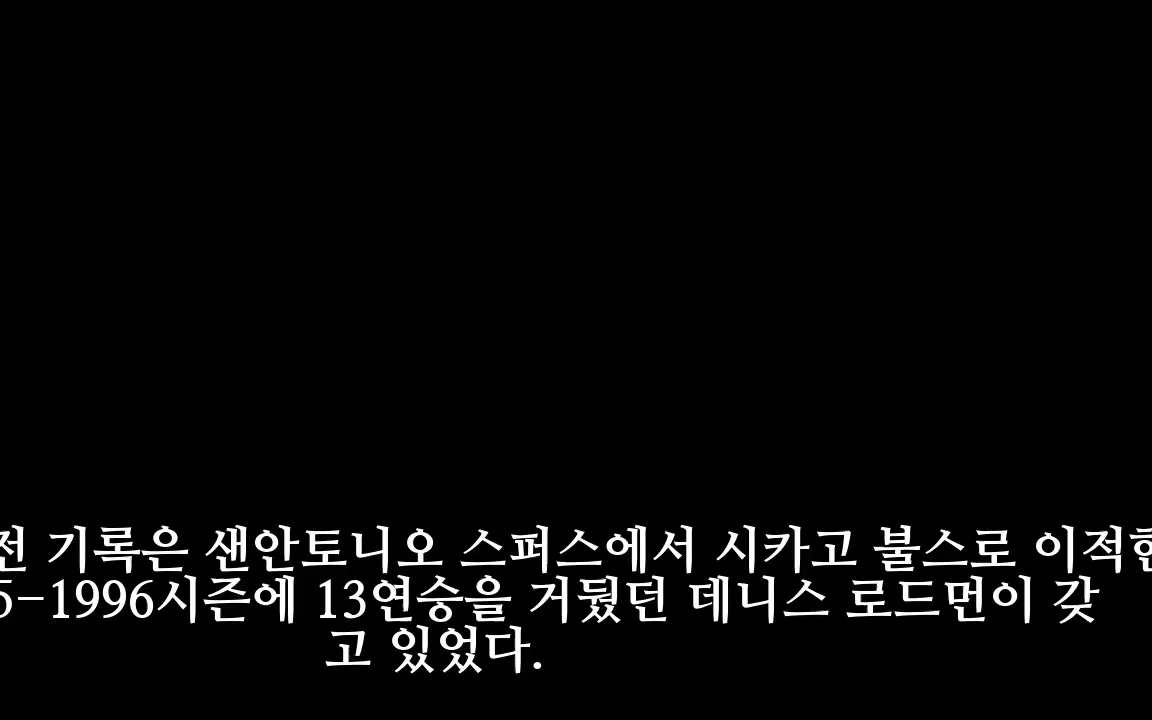 전 기록은 샌안토니오 스퍼스에서 시카고 불스로 이적한
5-1996시즌에 13연승을 거뒀던 데니스 로드먼이 갖
고 있었다.